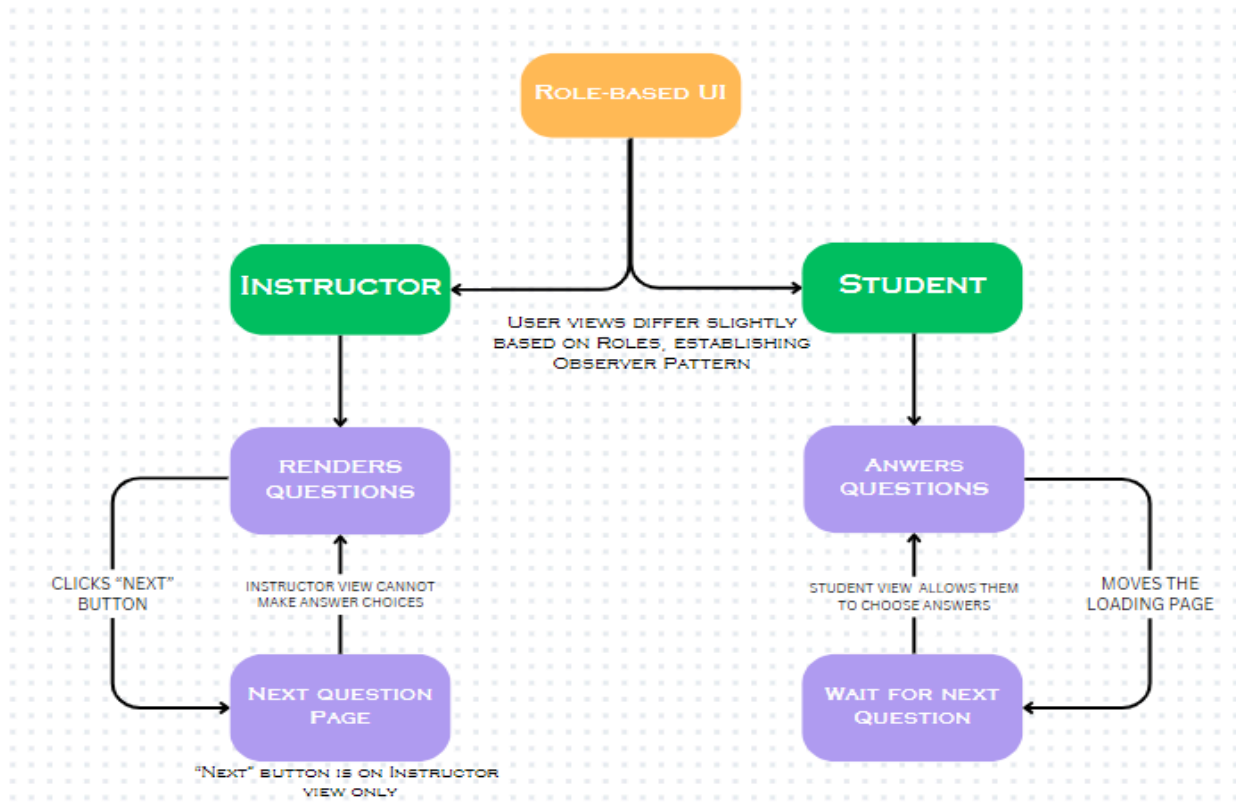 Role-based UI
Instructor
Student
User views differ slightly
based on Roles, establishing
Observer Pattern
RENDERS
QUESTIONS
Anwers
questions
CLICKS “NEXT”
BUTTON
INSTRUCTOR VIEW CANNOT
MAKE ANSWER CHOICES
STUDENT VIEW ALLOWS THEM
TO CHOOSE ANSWERS
MOVES THE
LOADING PAGE
Next question
Page
Wait for next
Question
“Next” button is on Instructor
view only